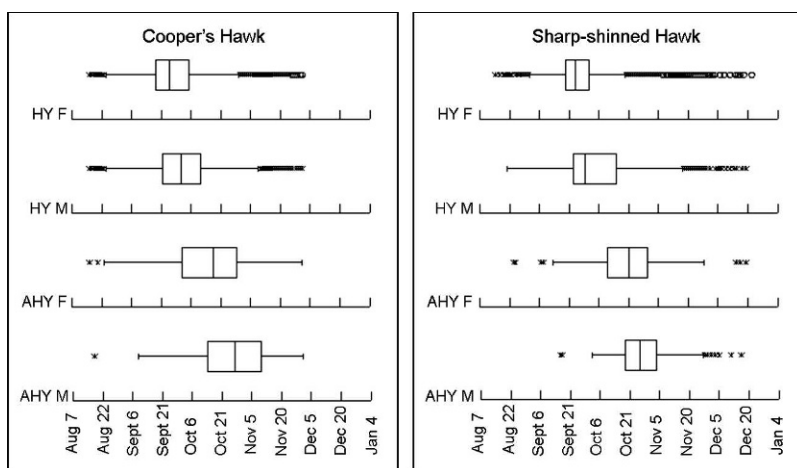 Cooper's Hawk
HY F
HY M
AHY F
AHY M
Aug 7
Aug 22
Sept 6
Sept 21
Oct 6
Oct 21
Nov 5
Nov 20
Dec 5
Dec 20
Jan 4
Sharp-shinned Hawk
HY F
HY M
AHY F
AHY M
Aug 7
Aug 22
Sept 6
Sept 21
Oct 6
Oct 21
Nov 5
Nov 20
Dec 5
Dec 20
Jan 4